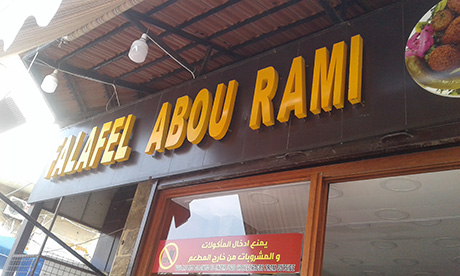 FALAFEL ABOU RAMI
يمنع ادخال المأكولات
و المشروبات من خارج المطعم